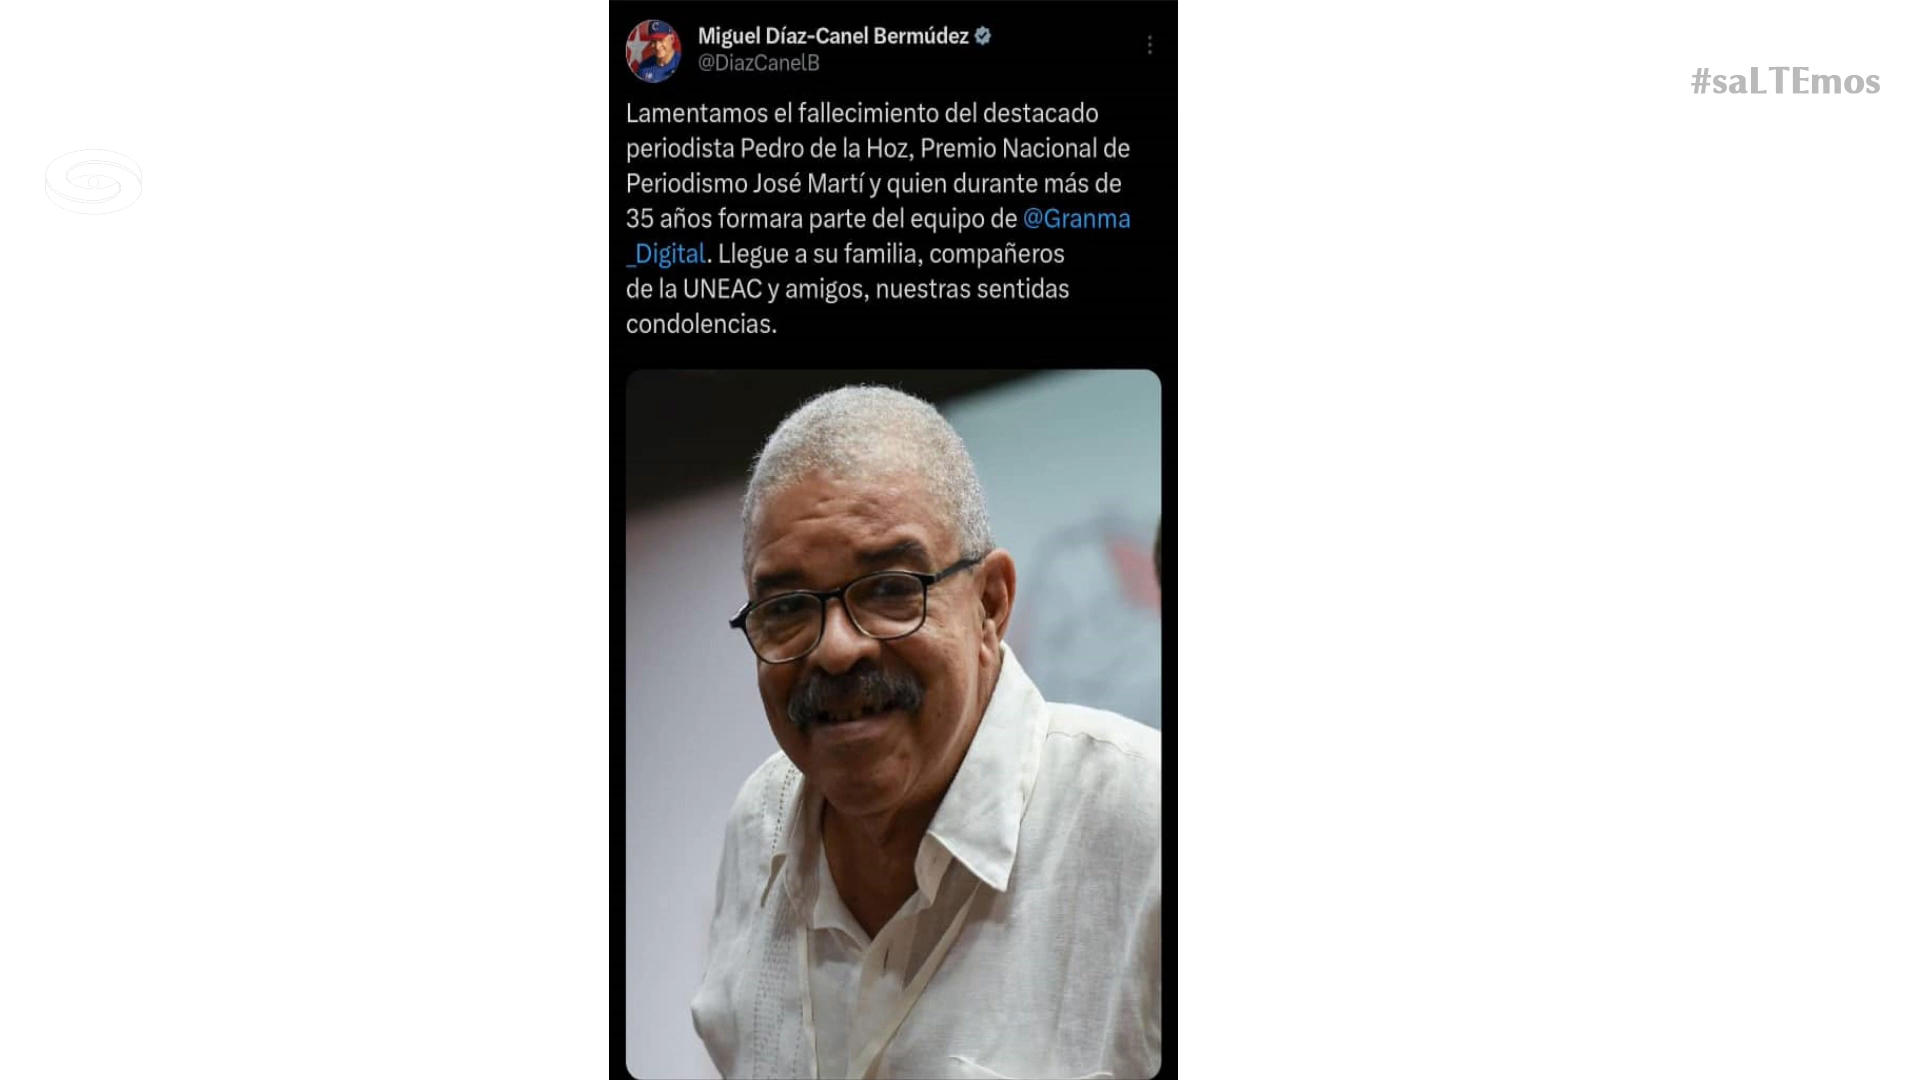 Miguel Díaz-Canel Bermúdez
@DiazCanelB
Lamentamos el fallecimiento del destacado
periodista Pedro de la Hoz, Premio Nacional de
Periodismo José Martí y quien durante más de
35 años formara parte del equipo de @Granma
_Digital. Llegue a su familia, compañeros
de la UNEAC y amigos, nuestras sentidas
condolencias.
#saLTEmos